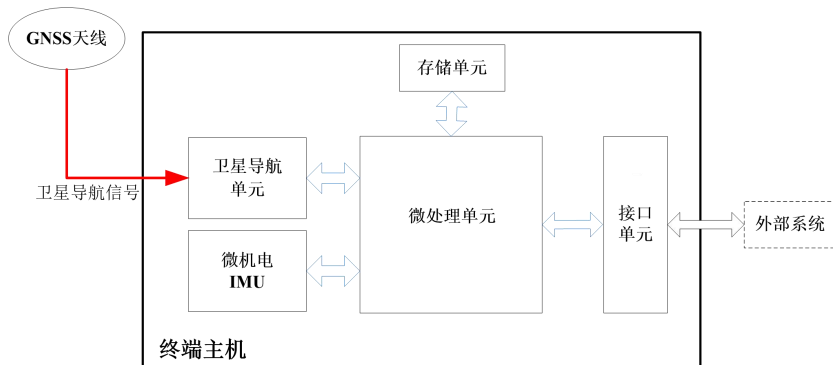 GNSS天线
存储单元
卫星导航
单元
卫星导航信号
微处理单元
接口
单元
外部系统
微机电
IMU
终端主机